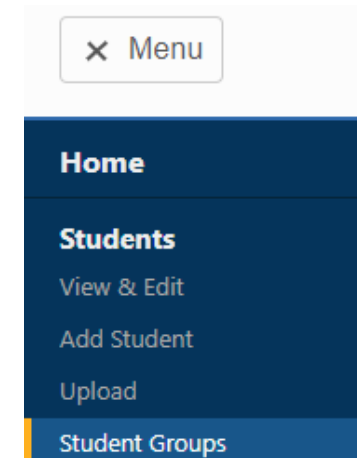 × Menu
Home
Students
View & Edit
Add Student
Upload
Student Groups